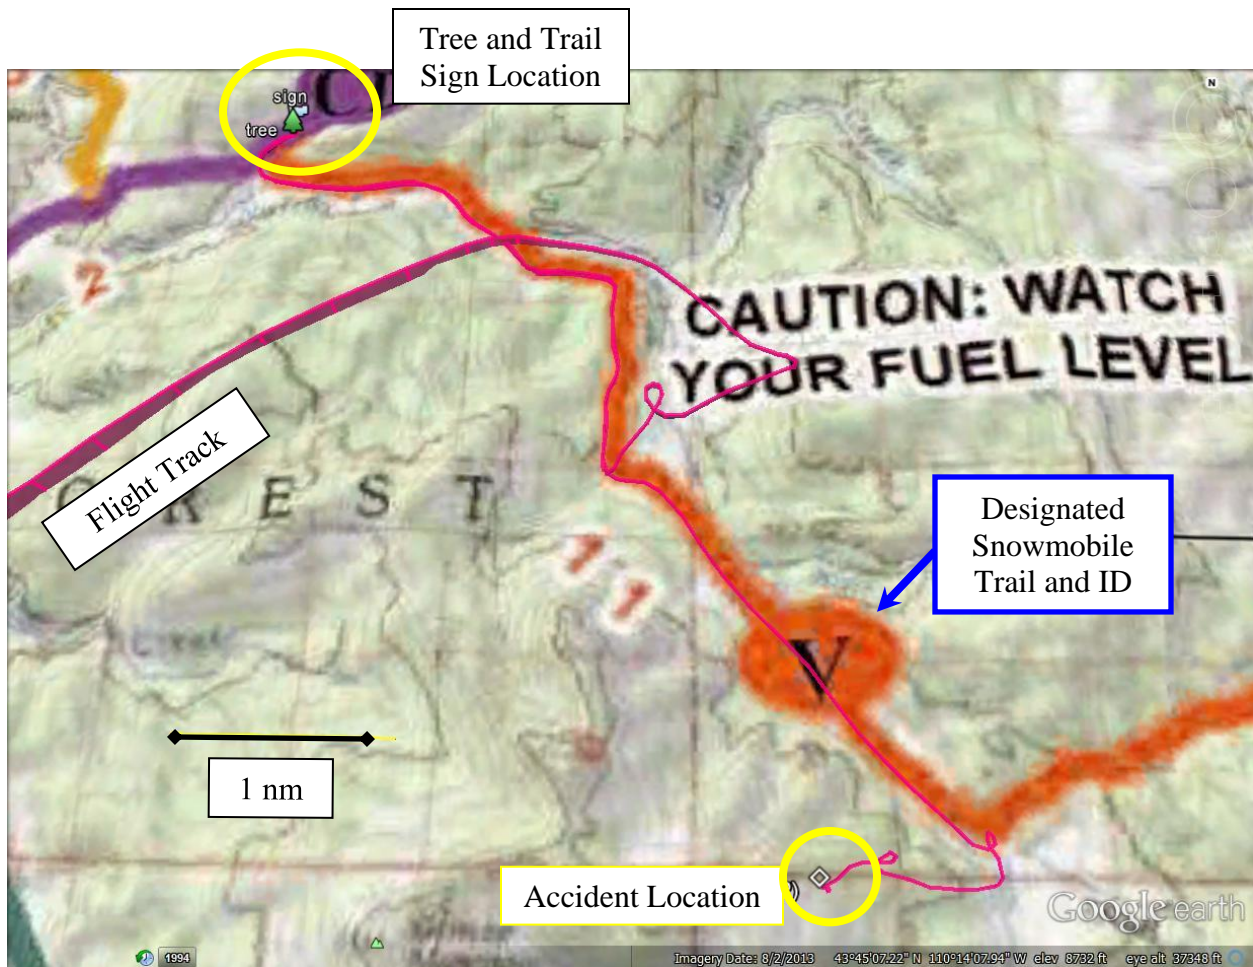 Tree and Trail
Sign Location
sign
tree
N
2
CAUTION: WATCH
YOUR FUEL LEVEL
Flight Track
R E S T
Designated
Snowmobile
Trail and ID
1
1
V
1 nm
Accident Location
Google earth
1994
Imagery Date: 8/2/2013 43°45'07.22" N 110°14'07.94" W elev 8732 ft eye alt 37348 ft